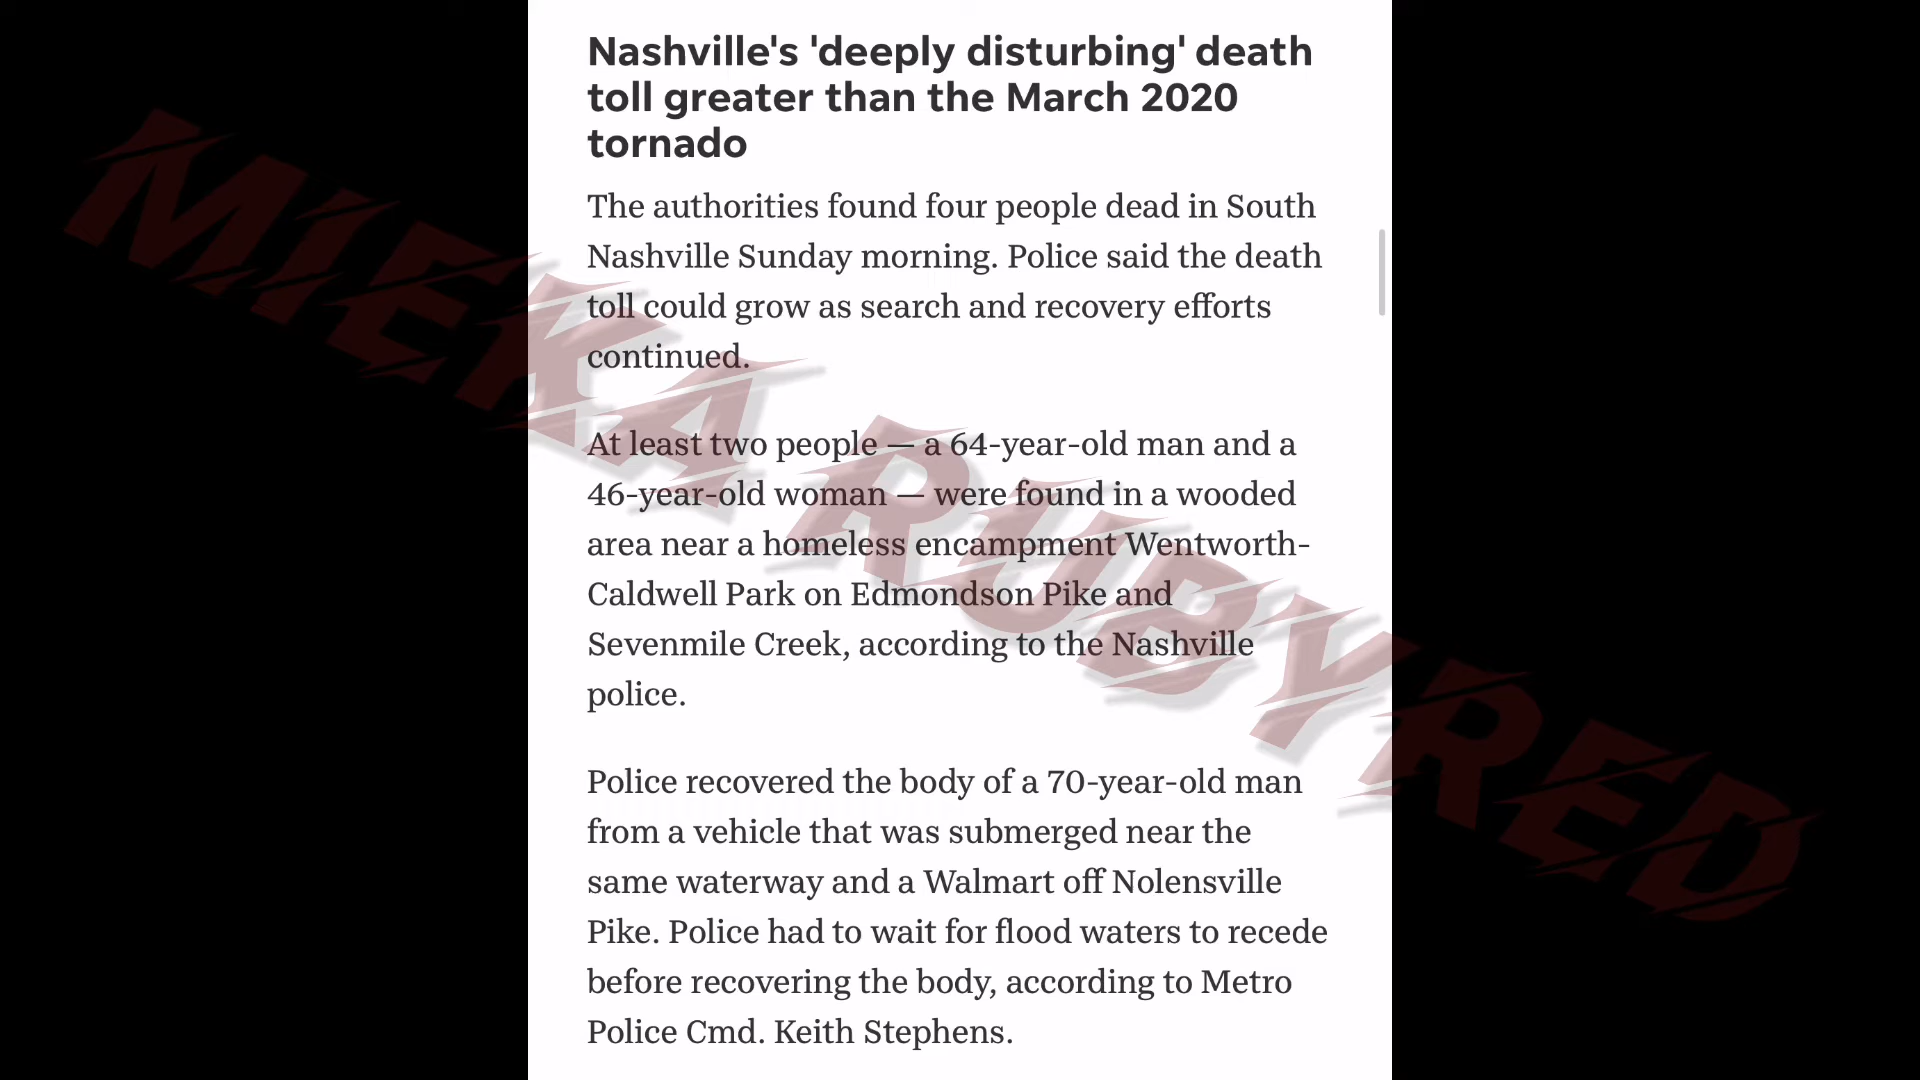 Nashville's 'deeply disturbing' death
toll greater than the March 2020
tornado
The authorities found four people dead in South
Nashville Sunday morning. Police said the death
toll could grow as search and recovery efforts
continued.
At least two people — a 64-year-old man and a
46-year-old woman — were found in a wooded
area near a homeless encampment Wentworth-
Caldwell Park on Edmondson Pike and
Sevenmile Creek, according to the Nashville
police.
Police recovered the body of a 70-year-old man
from a vehicle that was submerged near the
same waterway and a Walmart off Nolensville
Pike. Police had to wait for flood waters to recede
before recovering the body, according to Metro
Police Cmd. Keith Stephens.
MIEKA RUBYRED